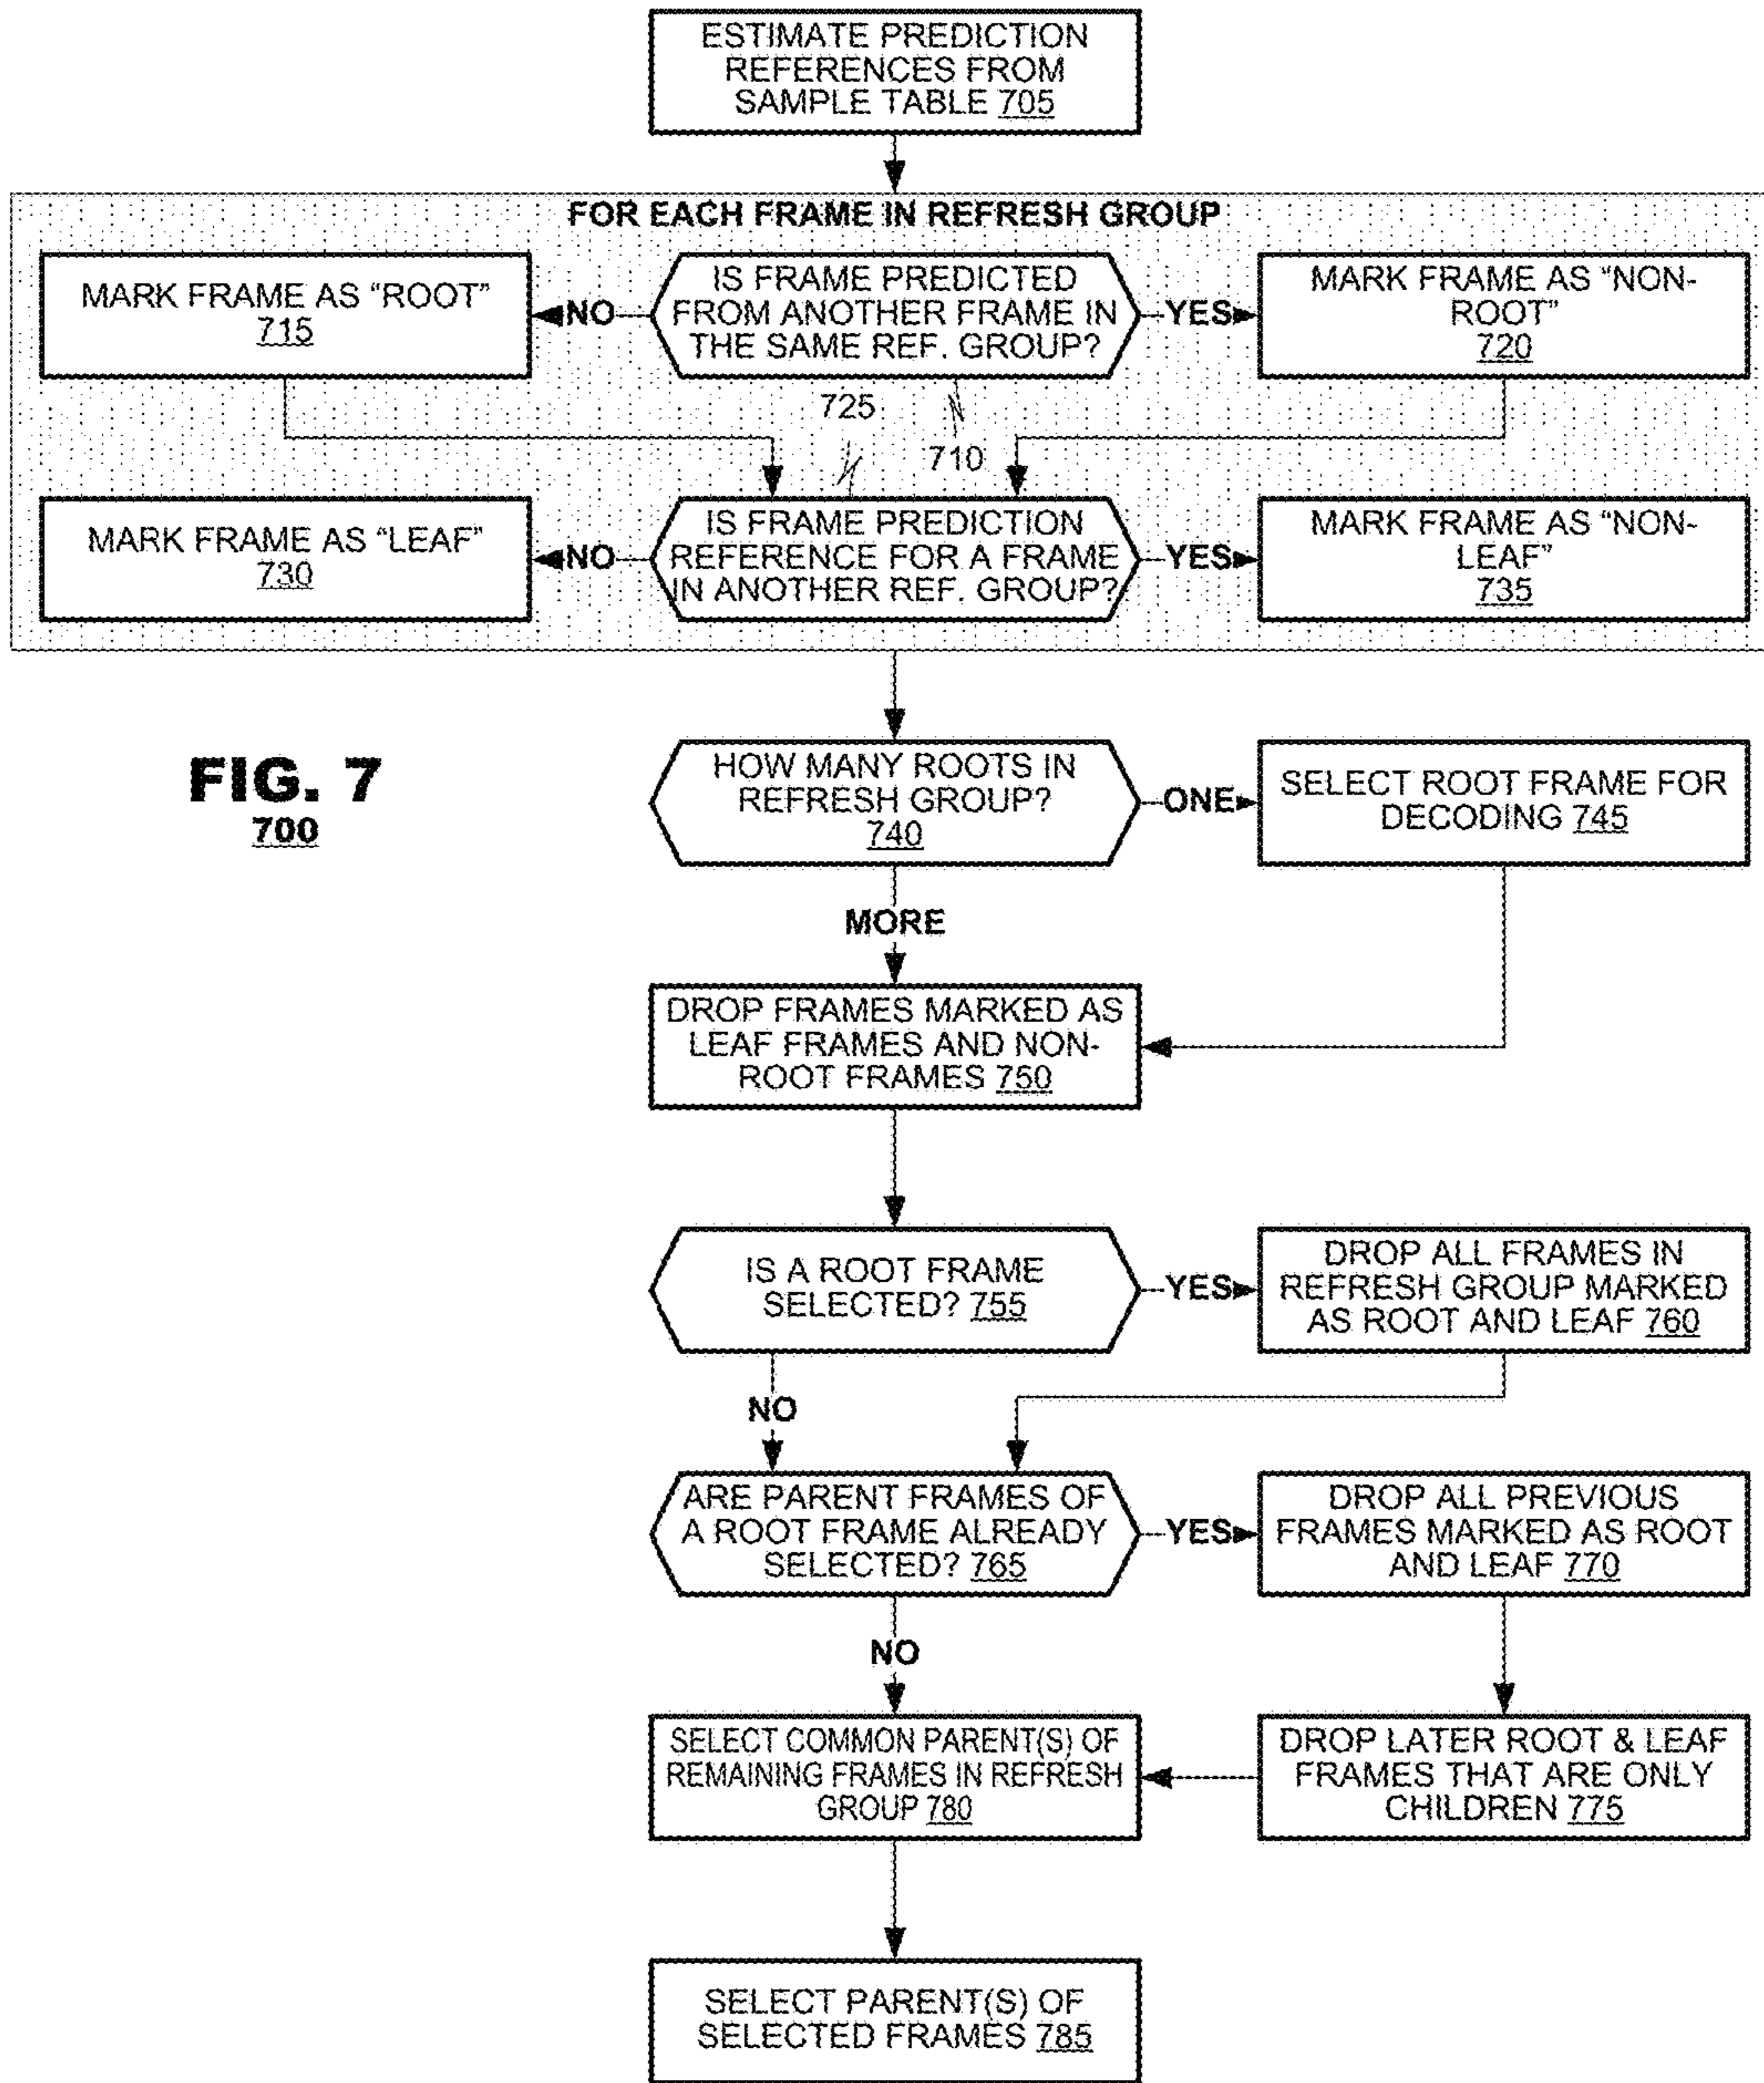 ESTIMATE PREDICTION
REFERENCES FROM
SAMPLE TABLE 705
FOR EACH FRAME IN REFRESH GROUP
MARK FRAME AS “ROOT”
715
NO
IS FRAME PREDICTED
FROM ANOTHER FRAME IN
THE SAME REF. GROUP?
YES
MARK FRAME AS “NON-
ROOT”
720
725
710
MARK FRAME AS “LEAF”
730
NO
IS FRAME PREDICTION
REFERENCE FOR A FRAME
IN ANOTHER REF. GROUP?
YES
MARK FRAME AS “NON-
LEAF”
735
FIG. 7
700
HOW MANY ROOTS IN
REFRESH GROUP?
740
ONE
SELECT ROOT FRAME FOR
DECODING 745
MORE
DROP FRAMES MARKED AS
LEAF FRAMES AND NON-
ROOT FRAMES 750
IS A ROOT FRAME
SELECTED? 755
YES
DROP ALL FRAMES IN
REFRESH GROUP MARKED
AS ROOT AND LEAF 760
NO
ARE PARENT FRAMES OF
A ROOT FRAME ALREADY
SELECTED? 765
YES
DROP ALL PREVIOUS
FRAMES MARKED AS ROOT
AND LEAF 770
NO
SELECT COMMON PARENT(S) OF
REMAINING FRAMES IN REFRESH
GROUP 780
DROP LATER ROOT & LEAF
FRAMES THAT ARE ONLY
CHILDREN 775
SELECT PARENT(S) OF
SELECTED FRAMES 785